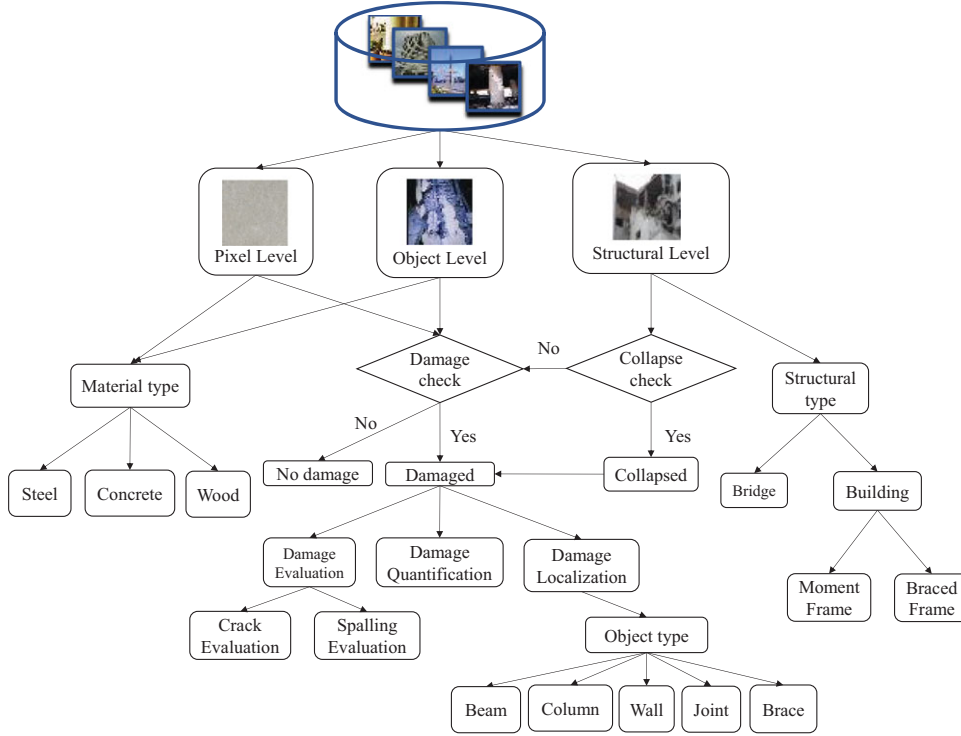 Pixel Level
Object Level
Structural Level
Damage
check
No
Collapse
check
Material type
Structural
type
No
Yes
Yes
Steel
Concrete
Wood
No damage
Damaged
Collapsed
Bridge
Building
Damage
Evaluation
Damage
Quantification
Damage
Localization
Moment
Frame
Braced
Frame
Crack
Evaluation
Spalling
Evaluation
Object type
Beam
Column
Wall
Joint
Brace